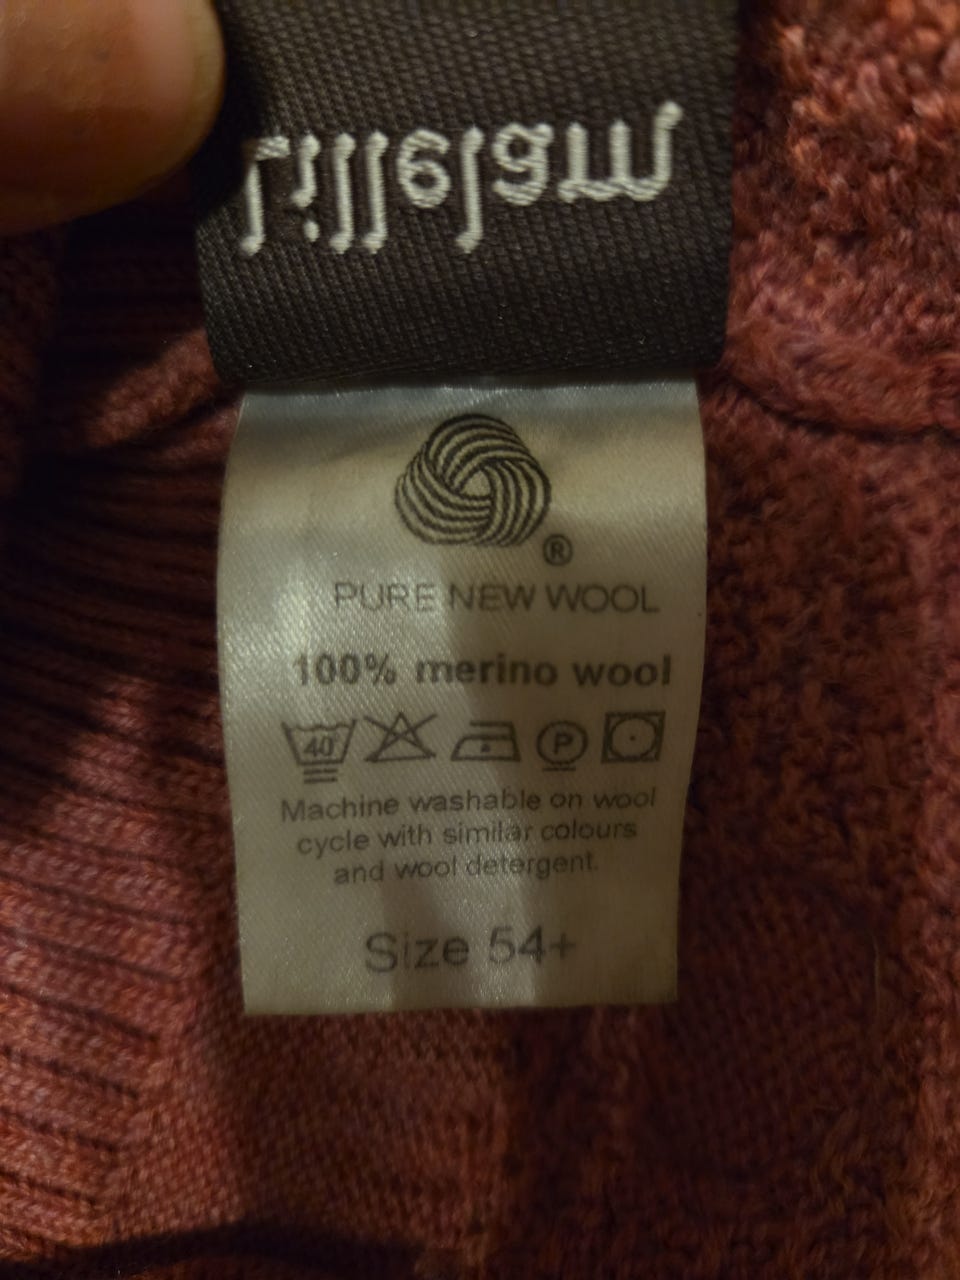 ®
PURE NEW WOOL
100% merino wool
40 P
Machine washable on wool
cycle with similar colours
and wool detergent.
Size 54+